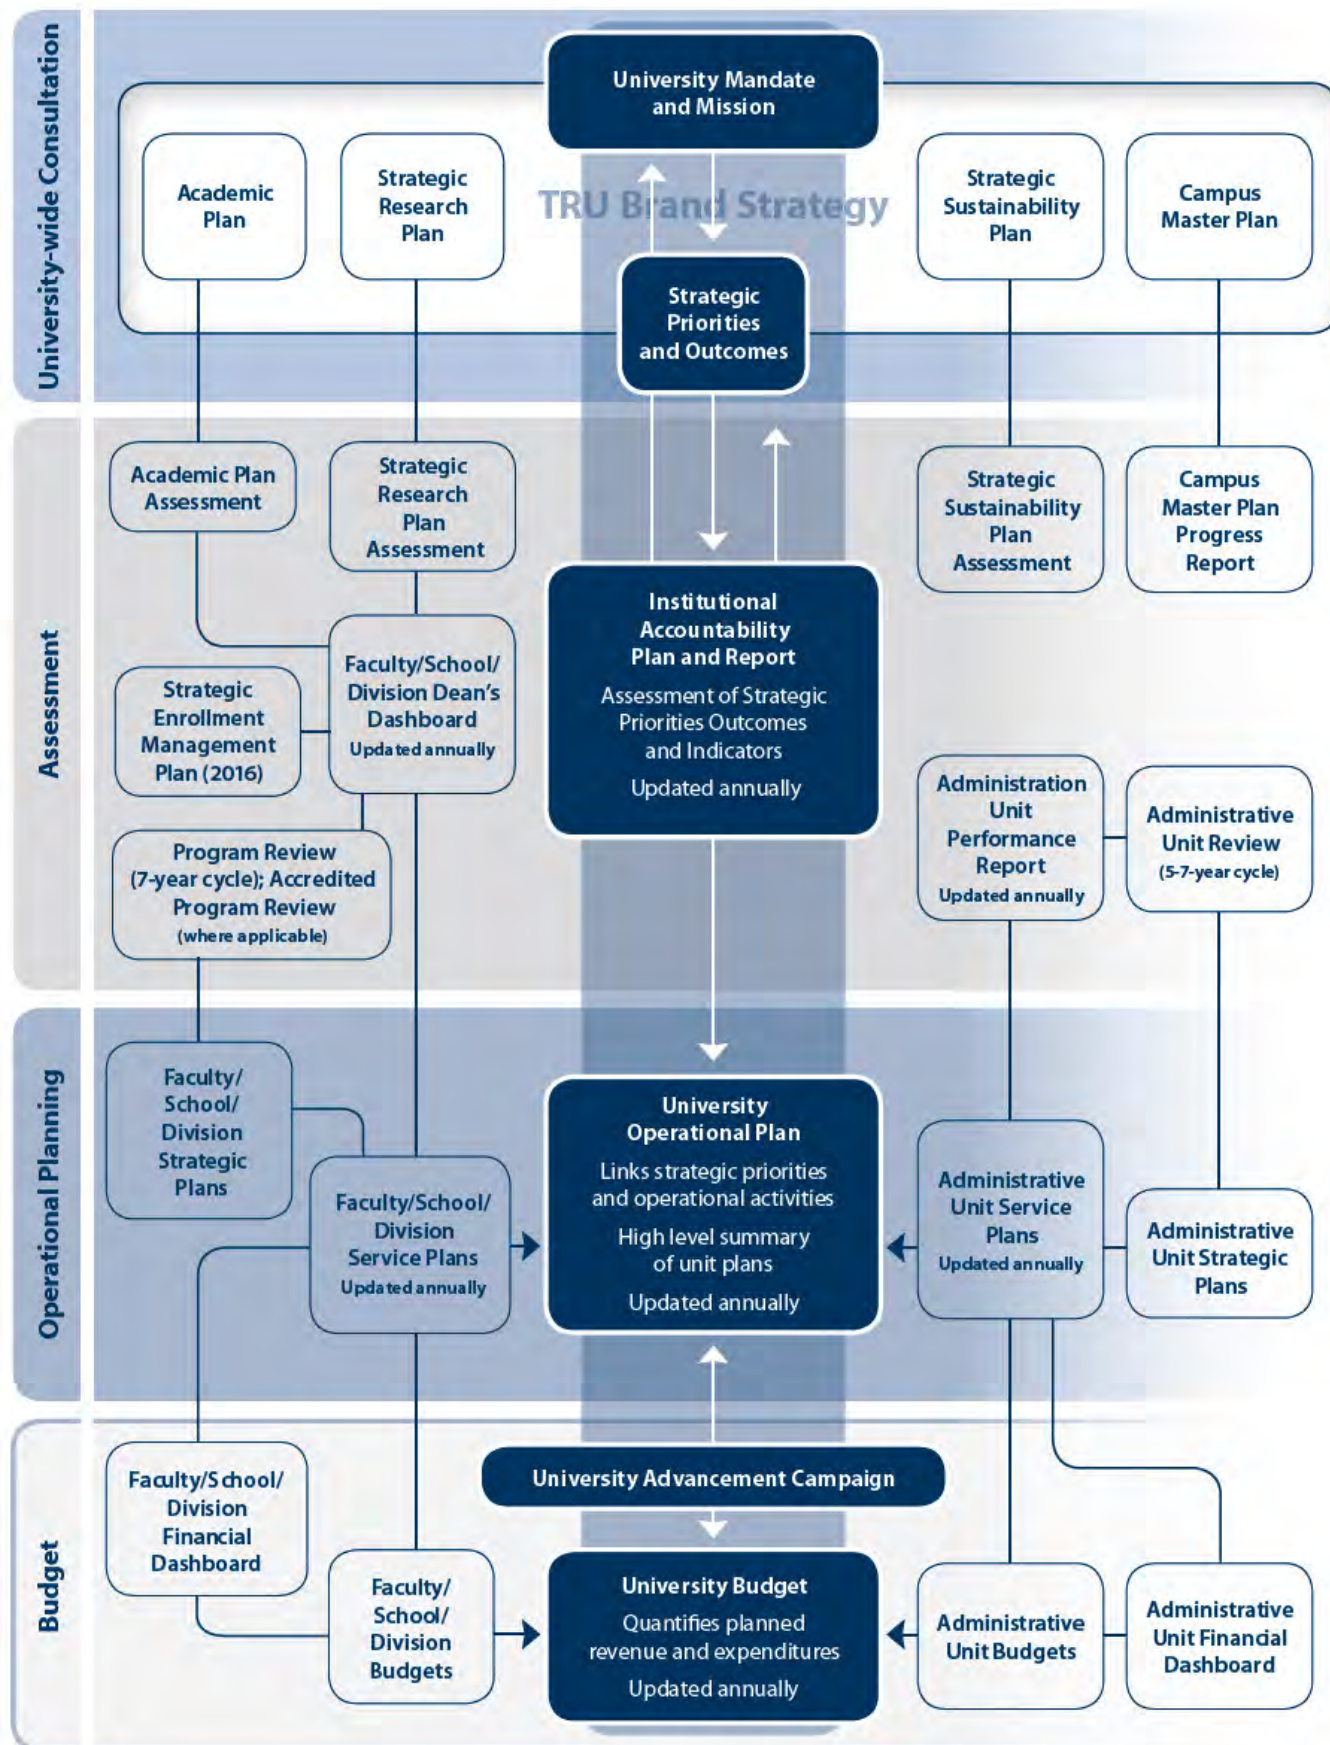 University-wide Consultation
University Mandate
and Mission
Academic
Plan
Strategic
Research
Plan
TRU Brand Strategy
Strategic
Priorities
and Outcomes
Strategic
Sustainability
Plan
Campus
Master Plan
Assessment
Academic Plan
Assessment
Strategic
Research
Plan
Assessment
Strategic
Sustainability
Plan
Assessment
Campus
Master Plan
Progress
Report
Institutional
Accountability
Plan and Report
Assessment of Strategic
Priorities Outcomes
and Indicators
Updated annually
Faculty/School/
Division Dean's
Dashboard
Updated annually
Strategic
Enrollment
Management
Plan (2016)
Program Review
(7-year cycle); Accredited
Program Review
(where applicable)
Administration
Unit
Performance
Report
Updated annually
Administrative
Unit Review
(5-7-year cycle)
Operational Planning
Faculty/
School/
Division
Strategic
Plans
Faculty/School/
Division
Service Plans
Updated annually
University
Operational Plan
Links strategic priorities
and operational activities
High level summary
of unit plans
Updated annually
Administrative
Unit Service
Plans
Updated annually
Administrative
Unit Strategic
Plans
Budget
Faculty/School/
Division
Financial
Dashboard
Faculty/
School/
Division
Budgets
University Advancement Campaign
University Budget
Quantifies planned
revenue and expenditures
Updated annually
Administrative
Unit Budgets
Administrative
Unit Financial
Dashboard